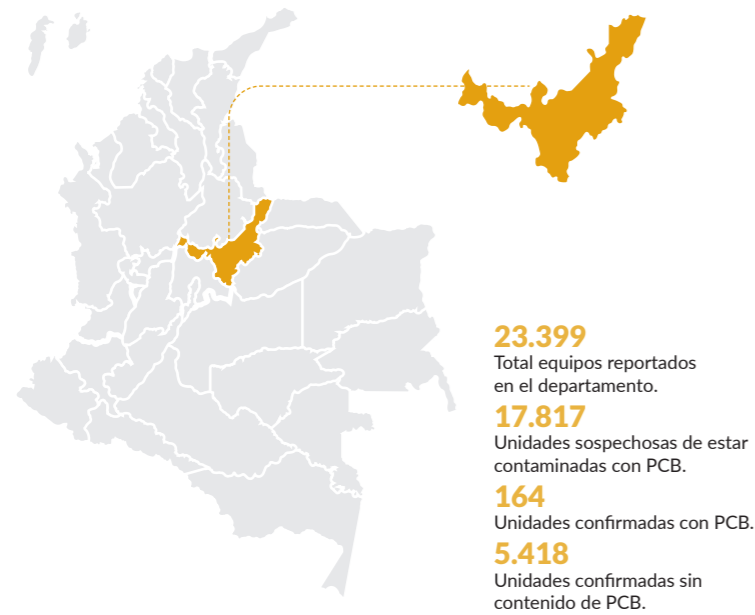 23.399
Total equipos reportados
en el departamento.
17.817
Unidades sospechosas de estar
contaminadas con PCB.
164
Unidades confirmadas con PCB.
5.418
Unidades confirmadas sin
contenido de PCB.